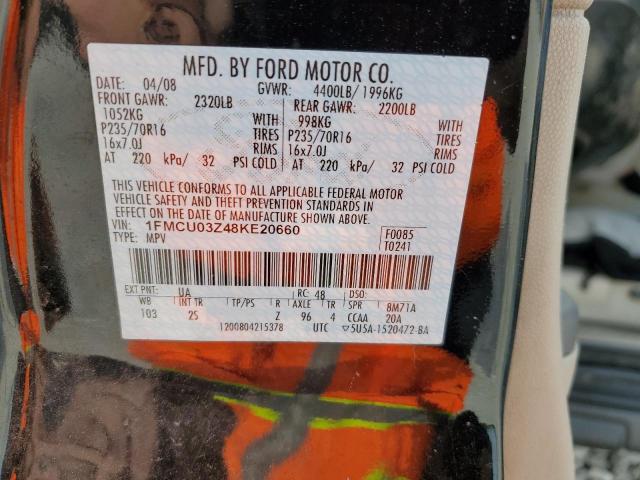 MFD. BY FORD MOTOR CO.
DATE: 04/08 GVWR: 4400LB/ 1996KG
FRONT GAWR: 2320LB REAR GAWR: 2200LB
1052KG WITH 998KG WITH
P235/70R16 TIRES P235/70R16 TIRES
16x7.0J RIMS 16x7.0J RIMS
AT 220 kPa/ 32 PSI COLD AT 220 kPa/ 32 PSI COLD
THIS VEHICLE CONFORMS TO ALL APPLICABLE FEDERAL MOTOR
VEHICLE SAFETY AND THEFT PREVENTION STANDARDS IN
EFFECT ON THE DATE OF MANUFACTURE SHOWN ABOVE.
VIN: 1FMCU03Z48KE20660 F0085
TYPE: MPV T0241
EXT PNT: UA RC: 48 DSO:
WB INT TR TP/PS R AXLE TR SPR 8M71A
103 25 Z 96 4 CCAA 20A
1200804215378 UTC ▽5U5A-1520472-BA